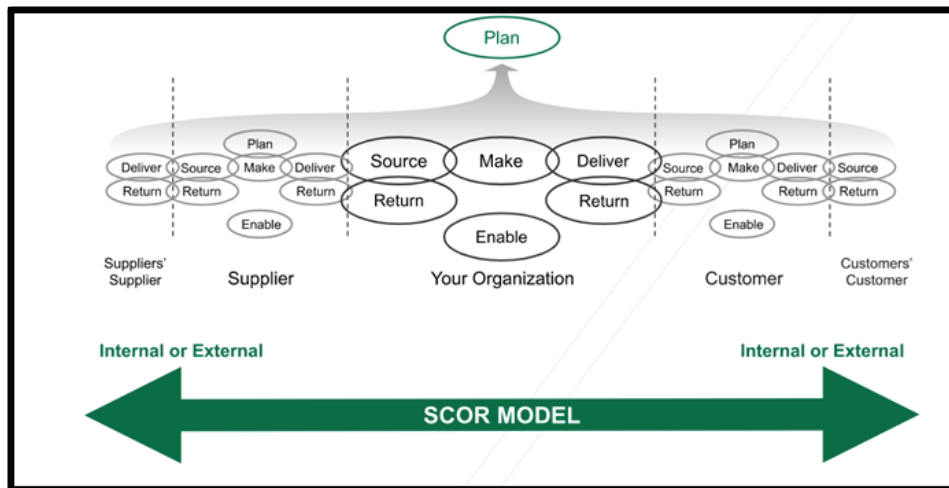 Plan
Plan
Plan
Deliver
Source
Make
Deliver
Source
Make
Deliver
Source
Make
Deliver
Source
Return
Return
Return
Return
Return
Return
Return
Return
Enable
Enable
Enable
Suppliers'
Supplier
Supplier
Your Organization
Customer
Customers'
Customer
Internal or External
Internal or External
SCOR MODEL